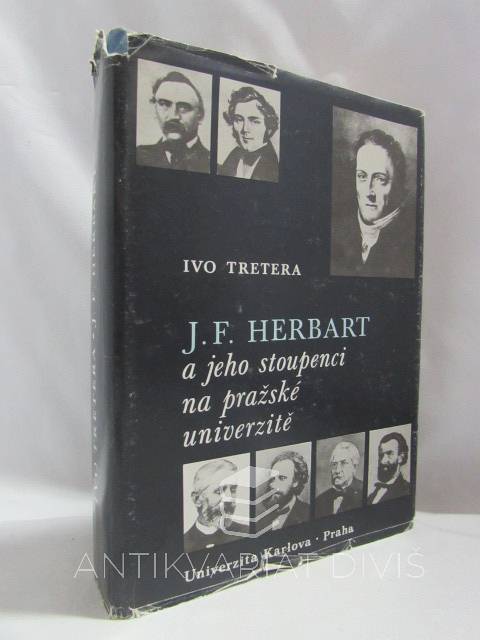 IVO TRETERA
J. F. HERBART
a jeho stoupenci
na pražské
univerzitě
Univerzita Karlova · Praha
ANTIKVARIÁT DIVIŠ